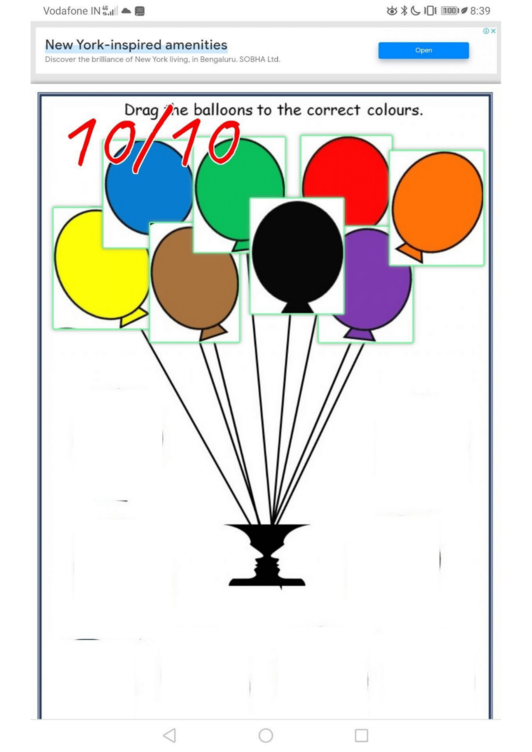 Vodafone IN 4G 100 8:39
New York-inspired amenities
Discover the brilliance of New York living, in Bengaluru. SOBHA Ltd.
Open
Drag the balloons to the correct colours.
10/10